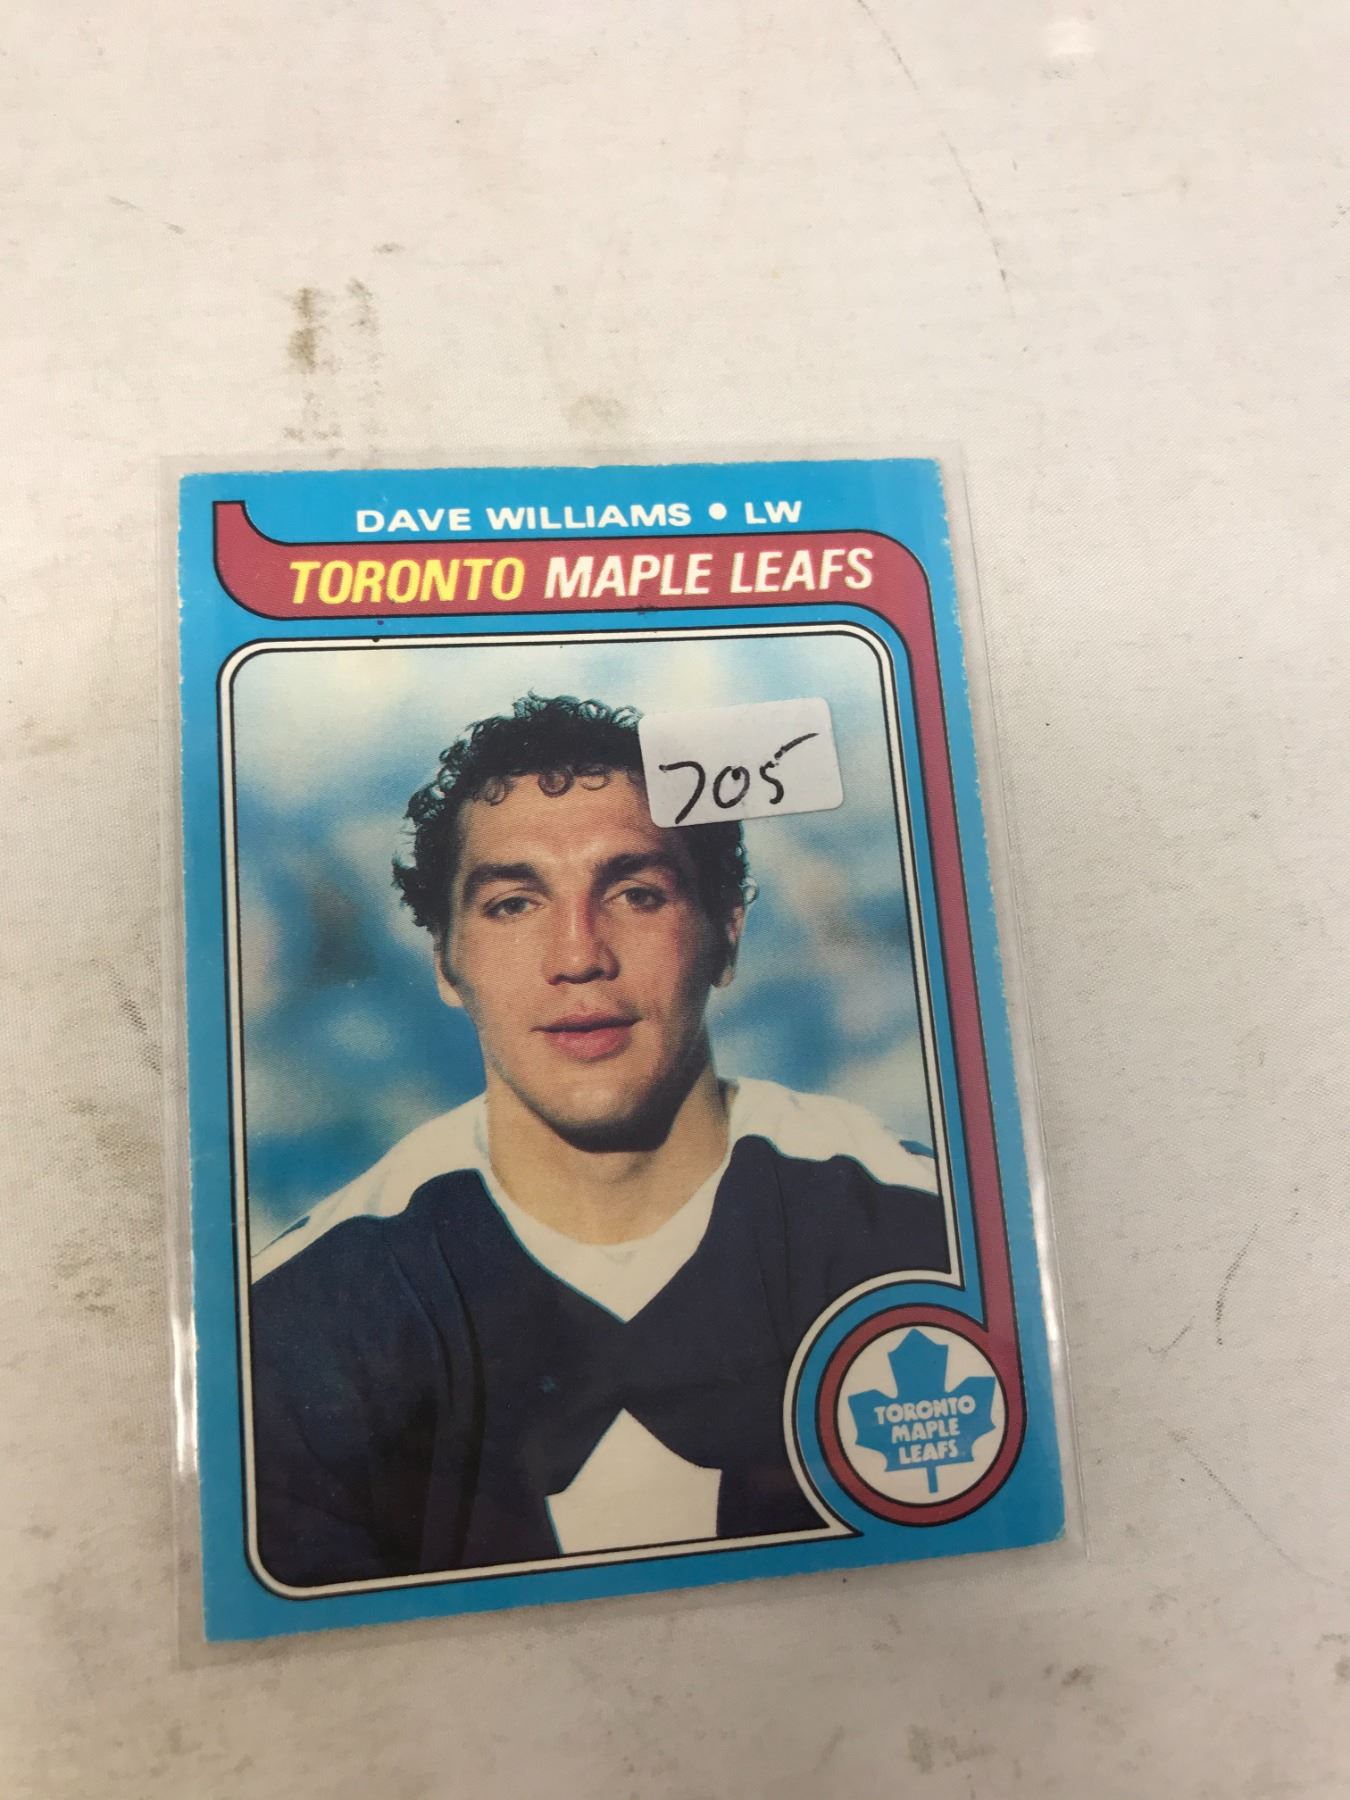 DAVE WILLIAMS • LW
TORONTO MAPLE LEAFS
705
TORONTO
MAPLE
LEAFS